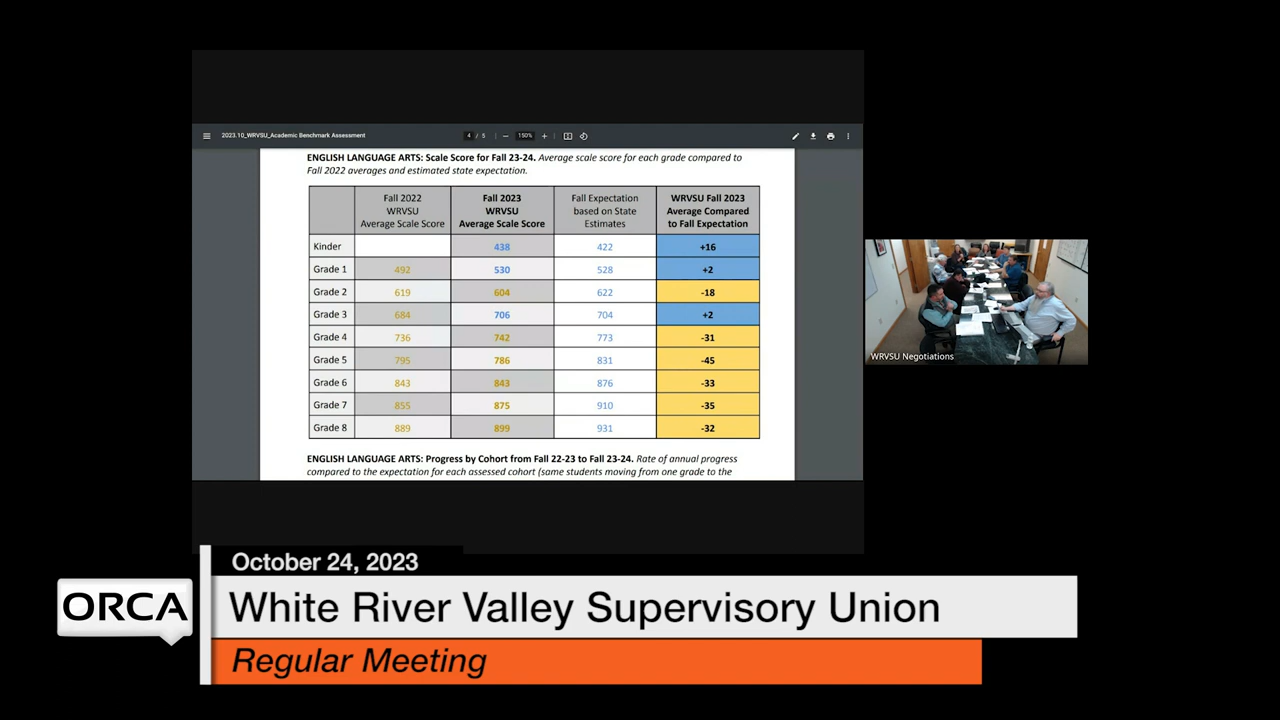 2023.10_WRVSU_Academic Benchmark Assessment
4 / 5
150%
ENGLISH LANGUAGE ARTS: Scale Score for Fall 23-24. Average scale score for each grade compared to
Fall 2022 averages and estimated state expectation.
Fall 2022 WRVSU Average Scale Score
Fall 2023 WRVSU Average Scale Score
Fall Expectation based on State Estimates
WRVSU Fall 2023 Average Compared to Fall Expectation
Kinder 438 422 +16
Grade 1 492 530 528 +2
Grade 2 619 604 622 -18
Grade 3 684 706 704 +2
Grade 4 736 742 773 -31
Grade 5 795 786 831 -45
Grade 6 843 843 876 -33
Grade 7 855 875 910 -35
Grade 8 889 899 931 -32
ENGLISH LANGUAGE ARTS: Progress by Cohort from Fall 22-23 to Fall 23-24. Rate of annual progress
compared to the expectation for each assessed cohort (same students moving from one grade to the
WRVSU Negotiations
October 24, 2023
ORCA
White River Valley Supervisory Union
Regular Meeting